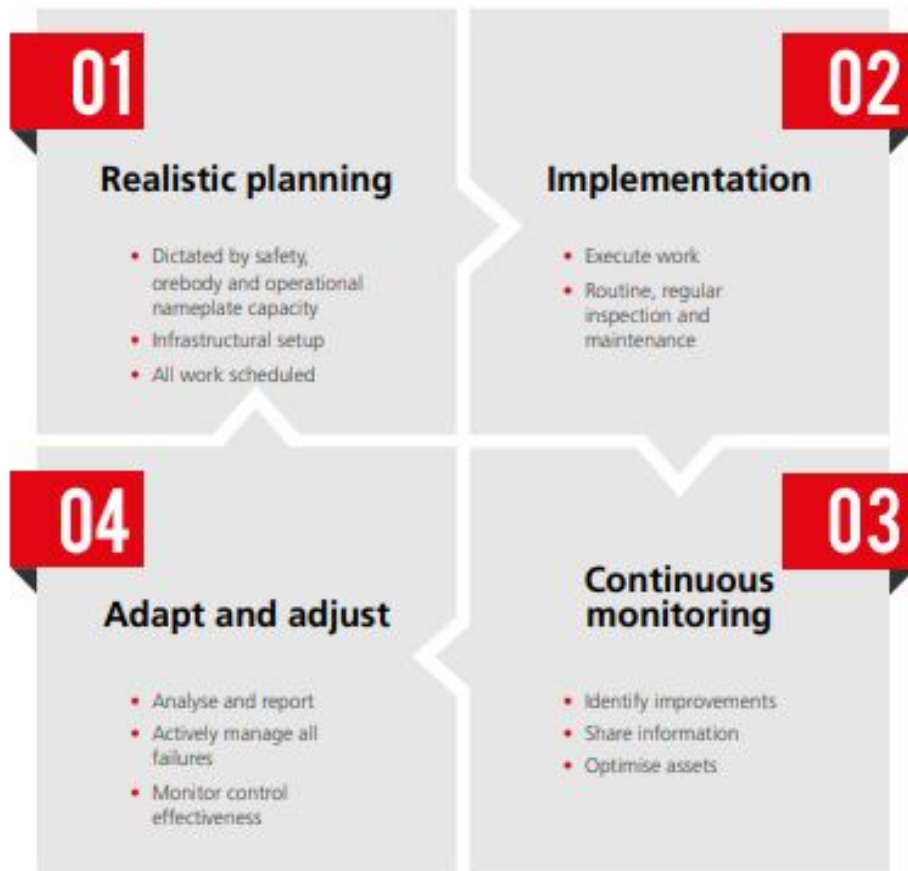 01
Realistic planning
• Dictated by safety,
orebody and operational
nameplate capacity
• Infrastructural setup
• All work scheduled
02
Implementation
• Execute work
• Routine, regular
inspection and
maintenance
03
Continuous
monitoring
• Identify improvements
• Share information
• Optimise assets
04
Adapt and adjust
• Analyse and report
• Actively manage all
failures
• Monitor control
effectiveness